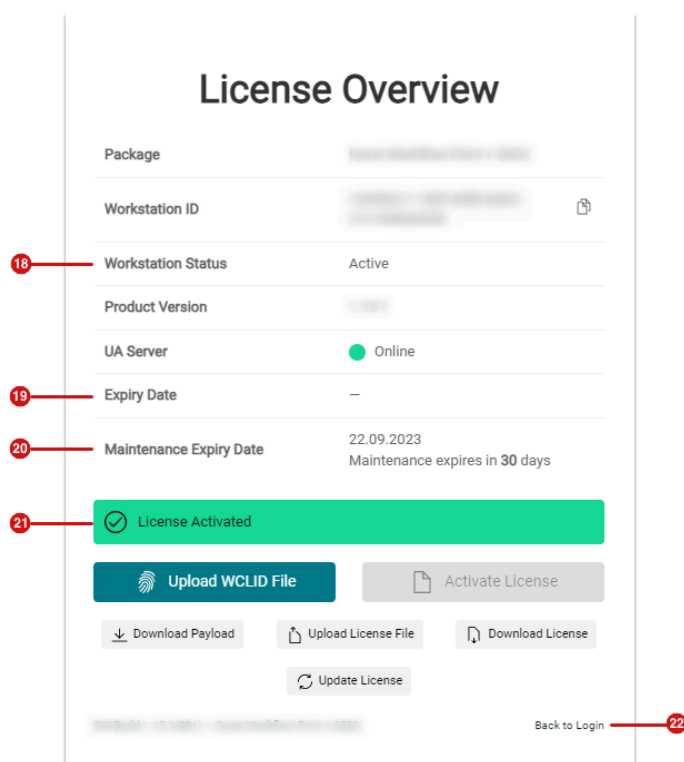 License Overview
Package
Workstation ID
18 Workstation Status Active
Product Version
UA Server Online
19 Expiry Date –
20 Maintenance Expiry Date 22.09.2023
Maintenance expires in 30 days
21 License Activated
Upload WCLID File Activate License
Download Payload Upload License File Download License
Update License
Back to Login 22